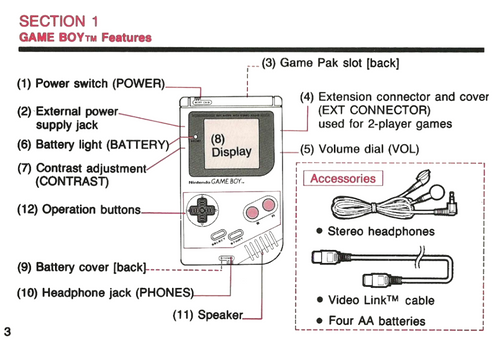 SECTION 1
GAME BOY™ Features
(3) Game Pak slot [back]
(1) Power switch (POWER)
(4) Extension connector and cover
(EXT CONNECTOR)
used for 2-player games
(2) External power
supply jack
(6) Battery light (BATTERY)
(8)
Display
(5) Volume dial (VOL)
(7) Contrast adjustment
(CONTRAST)
Nintendo GAME BOY™
Accessories
(12) Operation buttons
• Stereo headphones
(9) Battery cover [back]
(10) Headphone jack (PHONES)
• Video Link™ cable
(11) Speaker
• Four AA batteries
3